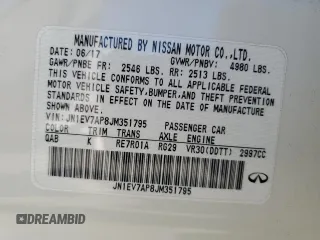 MANUFACTURED BY NISSAN MOTOR CO.,LTD.
DATE: 06/17 GVWR/PNBV: 4980 LBS.
GAWR/PNBE FR: 2546 LBS. RR: 2513 LBS.
THIS VEHICLE CONFORMS TO ALL APPLICABLE FEDERAL
MOTOR VEHICLE SAFETY,BUMPER,AND THEFT PREVENTION
STANDARDS IN EFFECT ON THE DATE OF MANUFACTURE
SHOWN ABOVE.
VIN: JN1EV7AP8JM351795 PASSENGER CAR
COLOR TRIM TRANS AXLE ENGINE
QAB K RE7R01A RG29 VR30(DDTT) 2997CC
JN1EV7AP8JM351795
© AUTOBIDMASTER